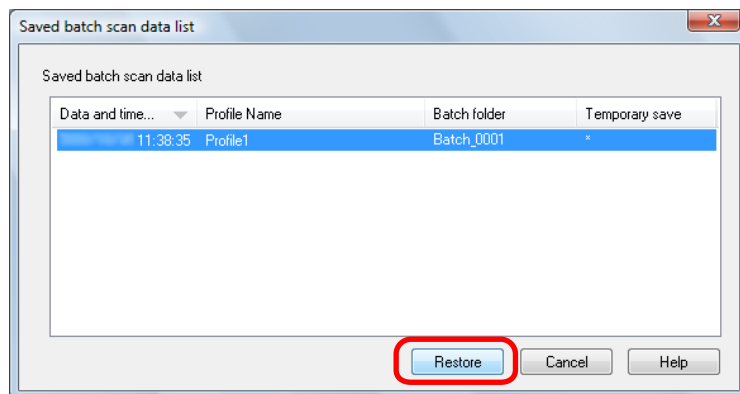 Saved batch scan data list
Saved batch scan data list
Data and time... Profile Name Batch folder Temporary save
11:38:35 Profile1 Batch_0001 *
Restore Cancel Help